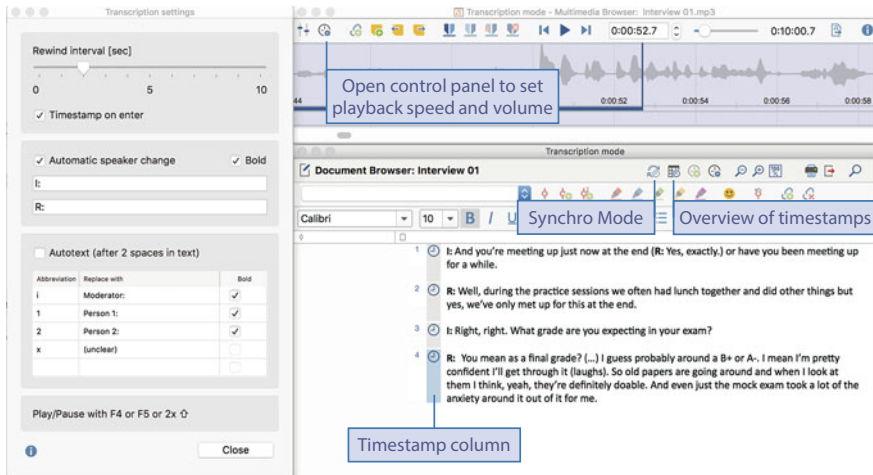 Transcription settings
Rewind interval [sec]
0 5 10
Timestamp on enter
Automatic speaker change Bold
I:
R:
Autotext (after 2 spaces in text)
Abbreviation Replace with Bold
i Moderator:
1 Person 1:
2 Person 2:
x (unclear)
Play/Pause with F4 or F5 or 2x ⇧
Close
Transcription mode - Multimedia Browser: Interview 01.mp3
0:00:52.7 0:10:00.7
Open control panel to set
playback speed and volume
44 0:00:52 0:00:54 0:00:56 0:00:58
Transcription mode
Document Browser: Interview 01
Synchro Mode
Overview of timestamps
Calibri 10 B I U
1 I: And you're meeting up just now at the end (R: Yes, exactly.) or have you been meeting up
for a while.
2 R: Well, during the practice sessions we often had lunch together and did other things but
yes, we've only met up for this at the end.
3 I: Right, right. What grade are you expecting in your exam?
4 R: You mean as a final grade? (...) I guess probably around a B+ or A-. I mean I'm pretty
confident I'll get through it (laughs). So old papers are going around and when I look at
them I think, yeah, they're definitely doable. And even just the mock exam took a lot of the
anxiety around it out of it for me.
Timestamp column